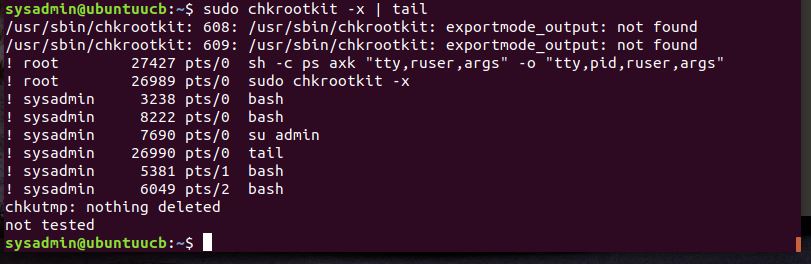 sysadmin@ubuntuucb:~$ sudo chkrootkit -x | tail
/usr/sbin/chkrootkit: 608: /usr/sbin/chkrootkit: exportmode_output: not found
/usr/sbin/chkrootkit: 609: /usr/sbin/chkrootkit: exportmode_output: not found
! root        27427 pts/0  sh -c ps axk "tty,ruser,args" -o "tty,pid,ruser,args"
! root        26989 pts/0  sudo chkrootkit -x
! sysadmin     3238 pts/0  bash
! sysadmin     8222 pts/0  bash
! sysadmin     7690 pts/0  su admin
! sysadmin    26990 pts/0  tail
! sysadmin     5381 pts/1  bash
! sysadmin     6049 pts/2  bash
chkutmp: nothing deleted
not tested
sysadmin@ubuntuucb:~$